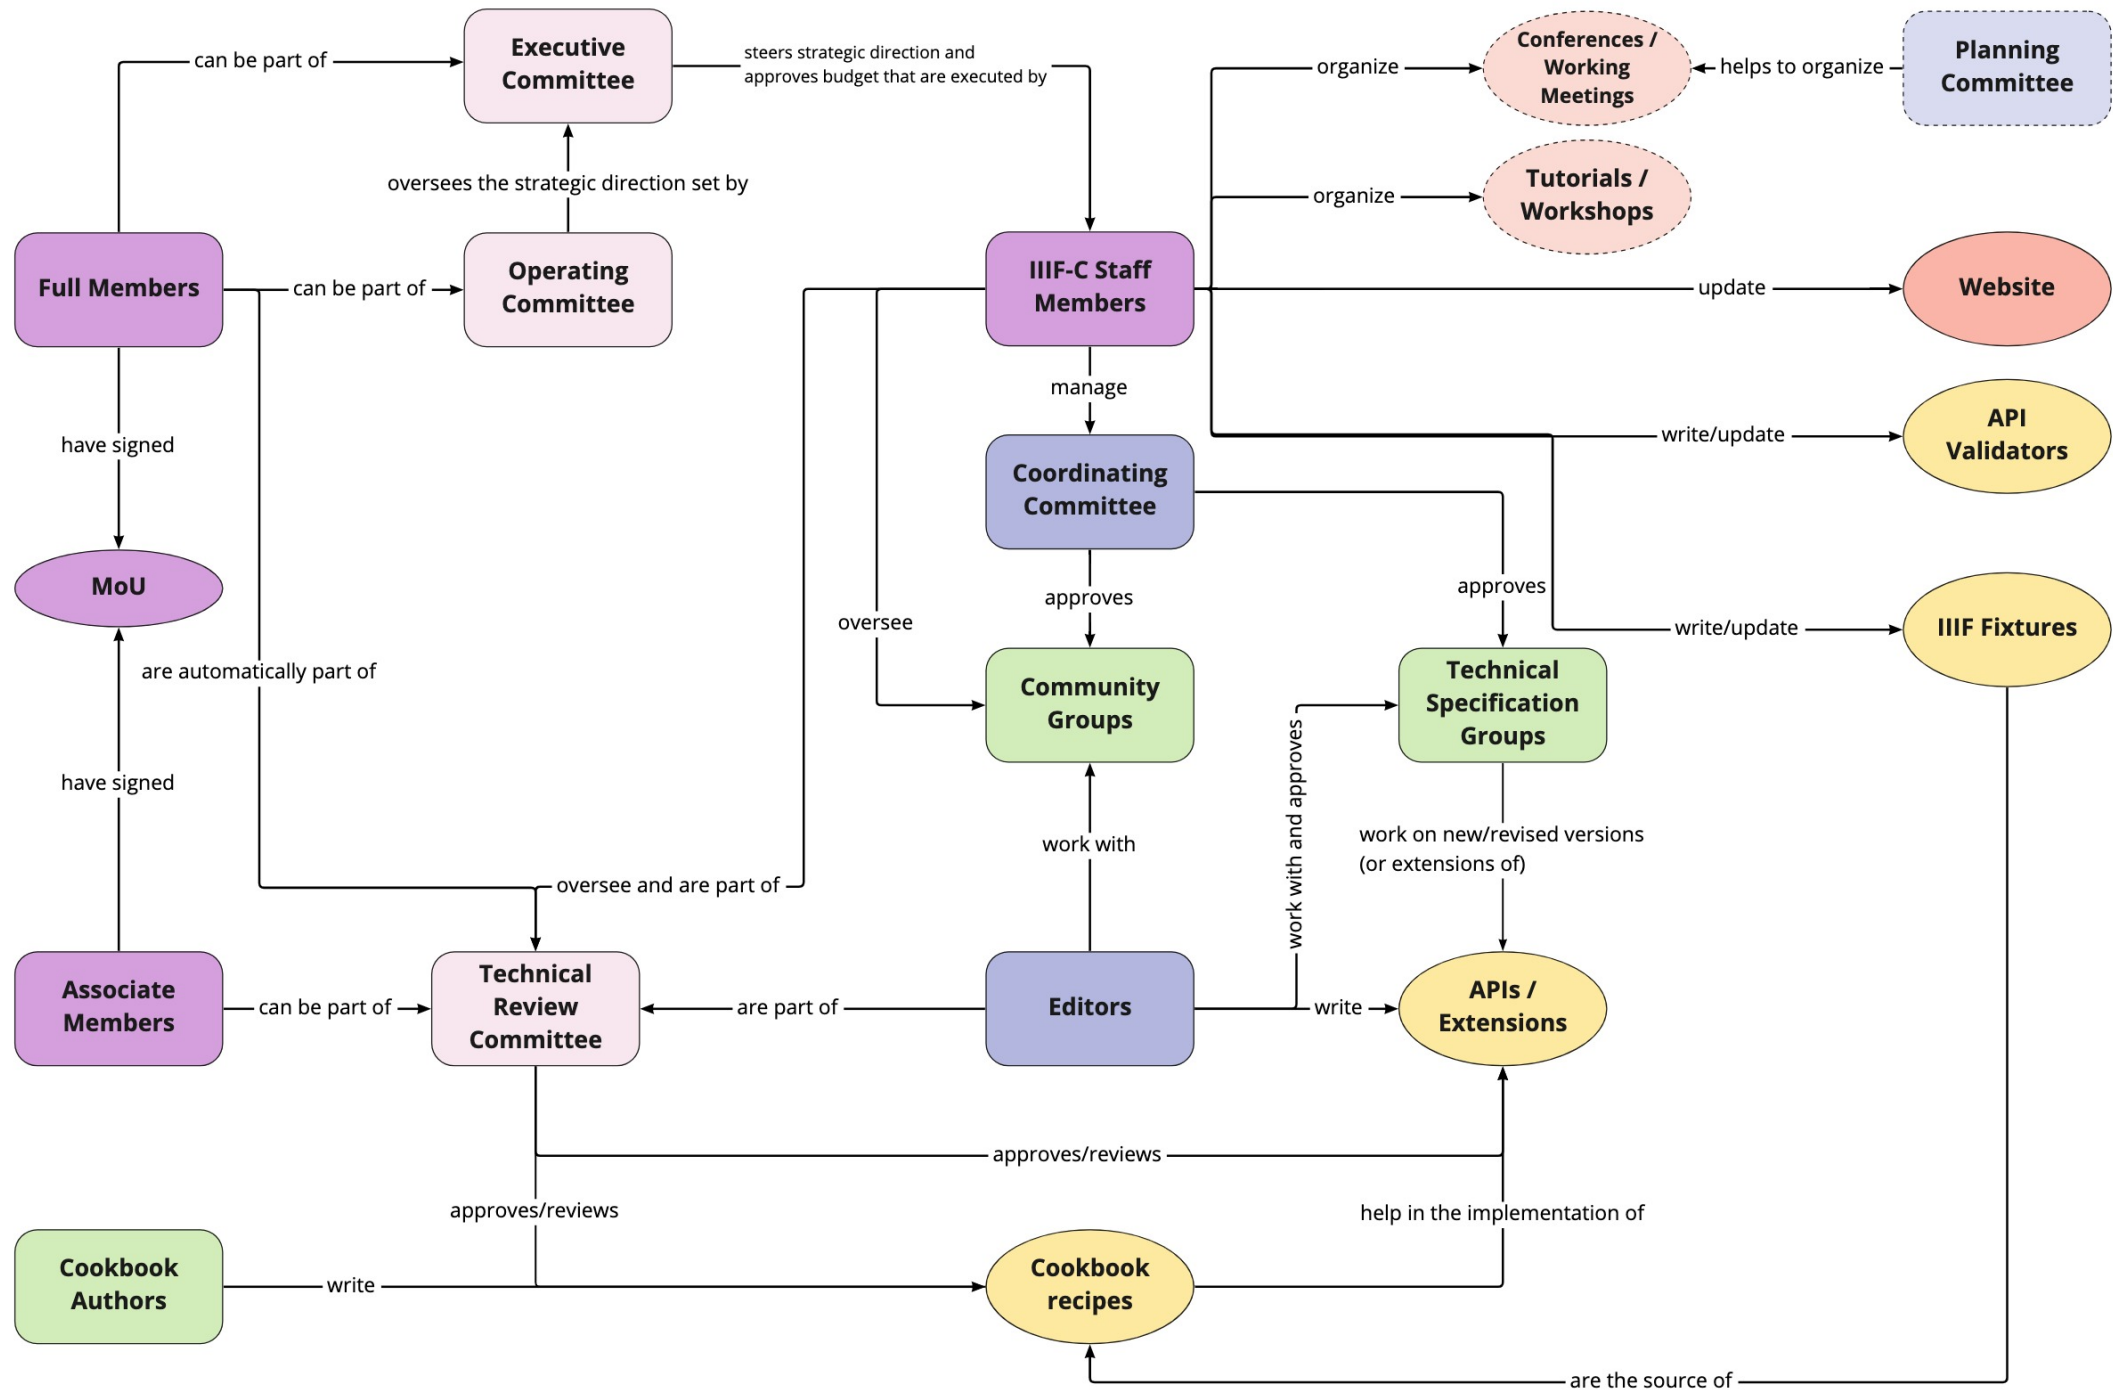 Executive
Committee
can be part of
steers strategic direction and
approves budget that are executed by
organize
Conferences /
Working
Meetings
helps to organize
Planning
Committee
oversees the strategic direction set by
organize
Tutorials /
Workshops
Full Members
can be part of
Operating
Committee
IIIF-C Staff
Members
update
Website
manage
have signed
Coordinating
Committee
write/update
API
Validators
MoU
approves
approves
oversee
write/update
IIIF Fixtures
are automatically part of
Community
Groups
Technical
Specification
Groups
have signed
work with
work with and approves
work on new/revised versions
(or extensions of)
oversee and are part of
Associate
Members
can be part of
Technical
Review
Committee
are part of
Editors
write
APIs /
Extensions
approves/reviews
approves/reviews
help in the implementation of
Cookbook
Authors
write
Cookbook
recipes
are the source of